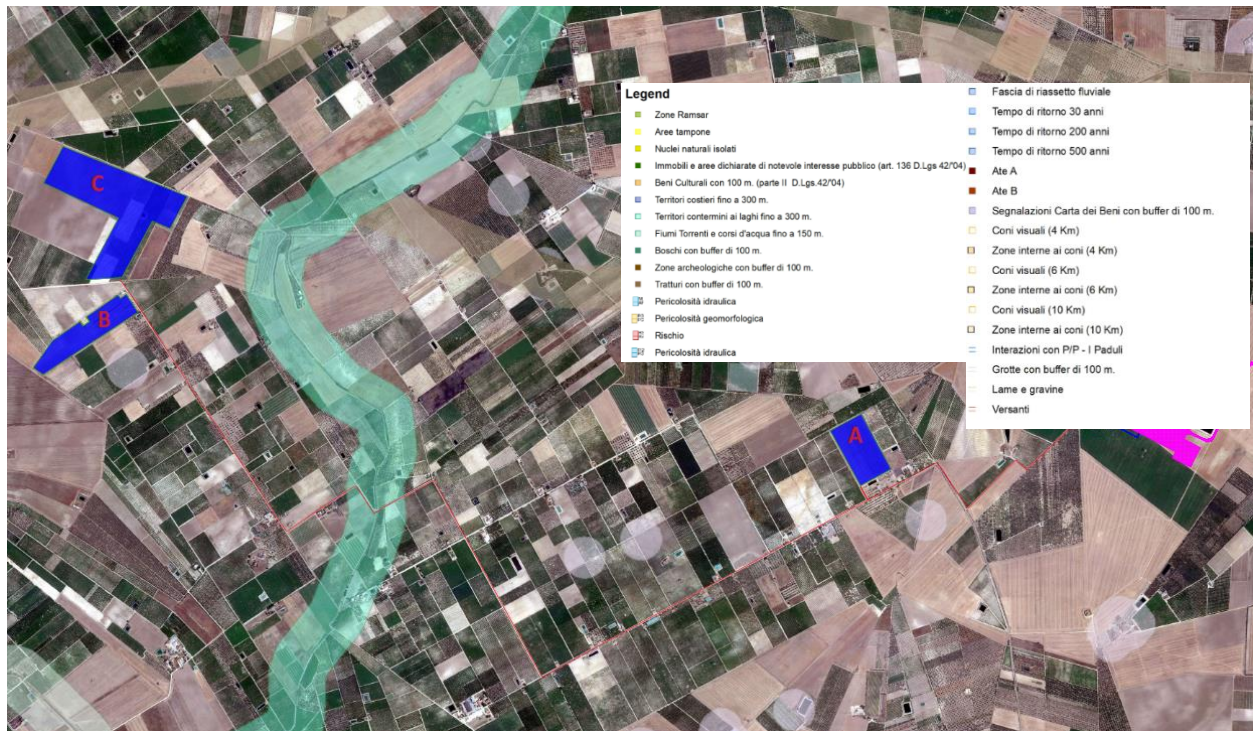 Legend
Zone Ramsar
Aree tampone
Nuclei naturali isolati
Immobili e aree dichiarate di notevole interesse pubblico (art. 136 D.Lgs 42/'04)
Beni Culturali con 100 m. (parte II D.Lgs.42/'04)
Territori costieri fino a 300 m.
Territori contermini ai laghi fino a 300 m.
Fiumi Torrenti e corsi d'acqua fino a 150 m.
Boschi con buffer di 100 m.
Zone archeologiche con buffer di 100 m.
Tratturi con buffer di 100 m.
Pericolosità idraulica
Pericolosità geomorfologica
Rischio
Pericolosità idraulica
Fascia di riassetto fluviale
Tempo di ritorno 30 anni
Tempo di ritorno 200 anni
Tempo di ritorno 500 anni
Ate A
Ate B
Segnalazioni Carta dei Beni con buffer di 100 m.
Coni visuali (4 Km)
Zone interne ai coni (4 Km)
Coni visuali (6 Km)
Zone interne ai coni (6 Km)
Coni visuali (10 Km)
Zone interne ai coni (10 Km)
Interazioni con P/P - I Paduli
Grotte con buffer di 100 m.
Lame e gravine
Versanti
C
B
A